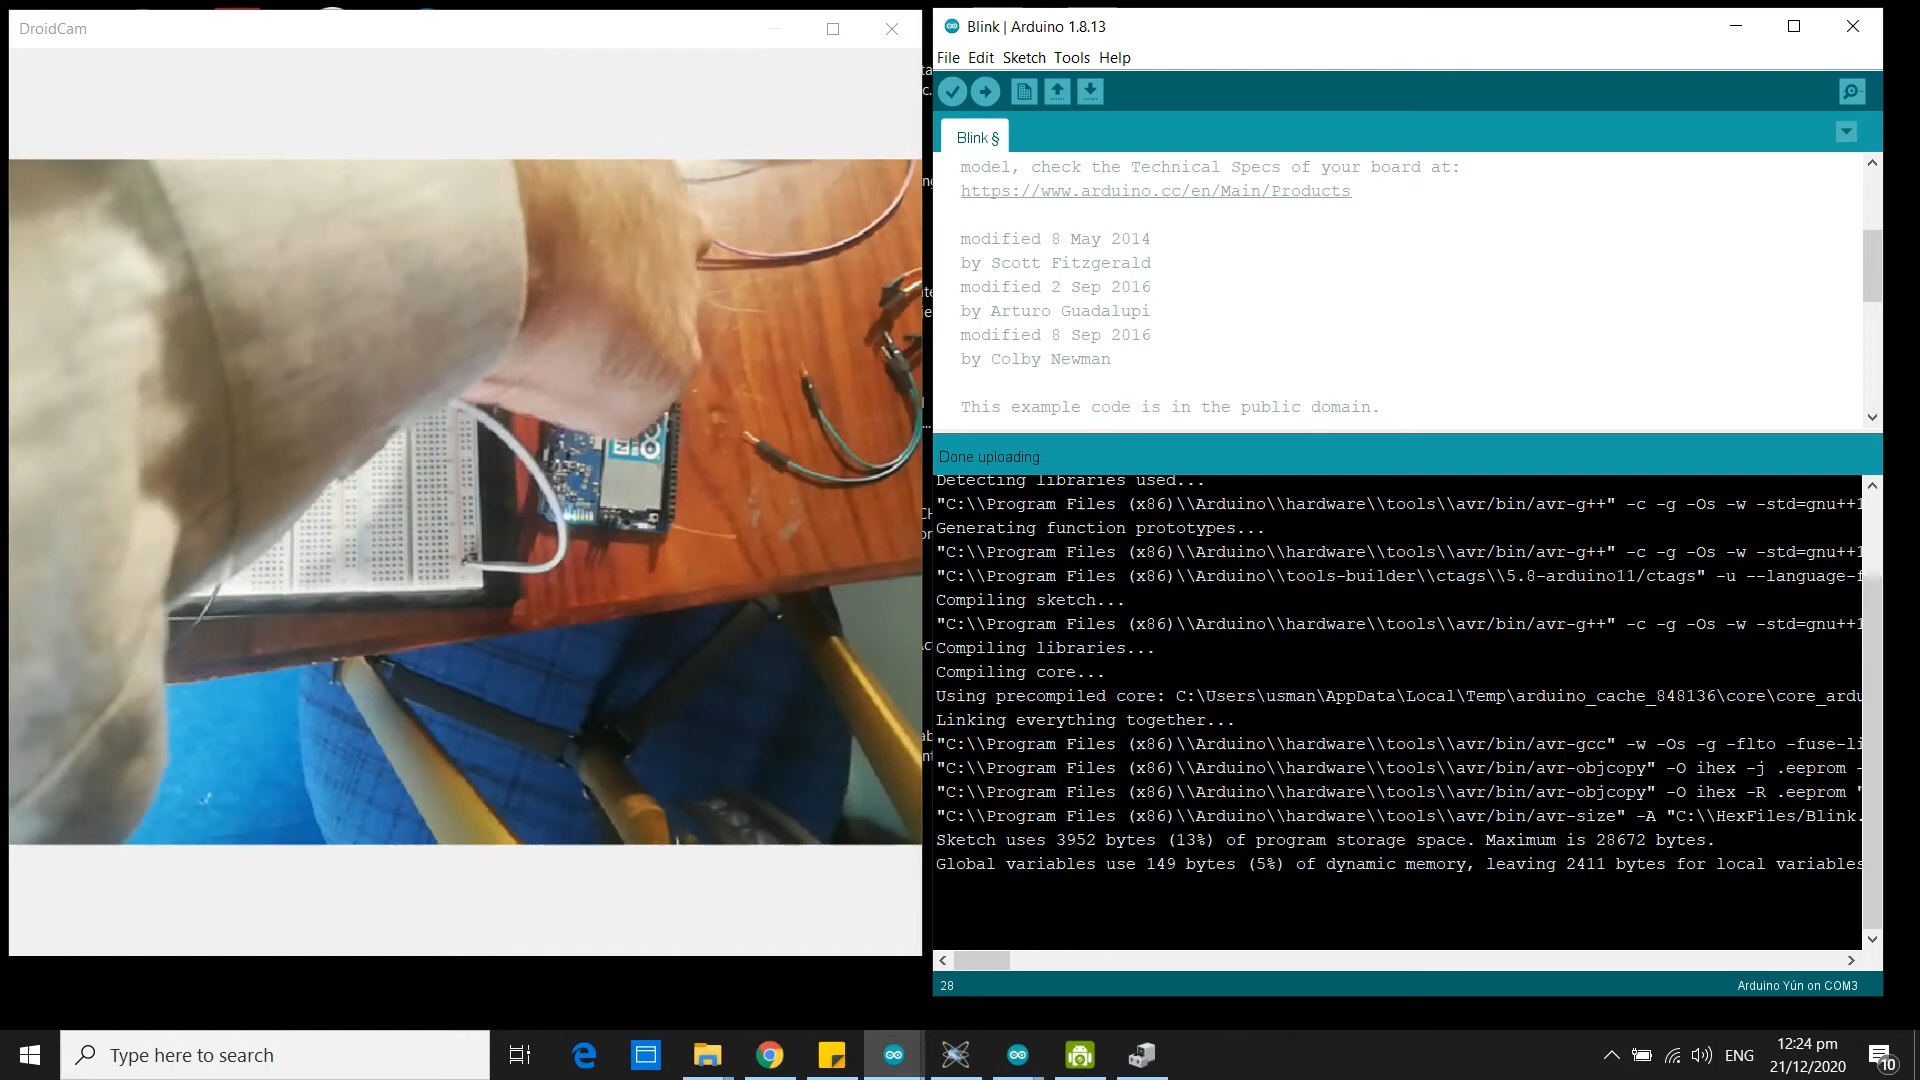 DroidCam
Blink | Arduino 1.8.13
File Edit Sketch Tools Help
Blink §
model, check the Technical Specs of your board at:
https://www.arduino.cc/en/Main/Products
modified 8 May 2014
by Scott Fitzgerald
modified 2 Sep 2016
by Arturo Guadalupi
modified 8 Sep 2016
by Colby Newman
This example code is in the public domain.
Done uploading.
Detecting libraries used...
"C:\\Program Files (x86)\\Arduino\\hardware\\tools\\avr/bin/avr-g++" -c -g -Os -w -std=gnu++1
Generating function prototypes...
"C:\\Program Files (x86)\\Arduino\\hardware\\tools\\avr/bin/avr-g++" -c -g -Os -w -std=gnu++1
"C:\\Program Files (x86)\\Arduino\\tools-builder\\ctags\\5.8-arduino11/ctags" -u --language-f
Compiling sketch...
"C:\\Program Files (x86)\\Arduino\\hardware\\tools\\avr/bin/avr-g++" -c -g -Os -w -std=gnu++1
Compiling libraries...
Compiling core...
Using precompiled core: C:\Users\usman\AppData\Local\Temp\arduino_cache_848136\core\core_ardu
Linking everything together...
"C:\\Program Files (x86)\\Arduino\\hardware\\tools\\avr/bin/avr-gcc" -w -Os -g -flto -fuse-li
"C:\\Program Files (x86)\\Arduino\\hardware\\tools\\avr/bin/avr-objcopy" -O ihex -j .eeprom -
"C:\\Program Files (x86)\\Arduino\\hardware\\tools\\avr/bin/avr-objcopy" -O ihex -R .eeprom "
"C:\\Program Files (x86)\\Arduino\\hardware\\tools\\avr/bin/avr-size" -A "C:\\HexFiles/Blink.
Sketch uses 3952 bytes (13%) of program storage space. Maximum is 28672 bytes.
Global variables use 149 bytes (5%) of dynamic memory, leaving 2411 bytes for local variables
28
Arduino Yún on COM3
Type here to search
ENG
12:24 pm
21/12/2020
10